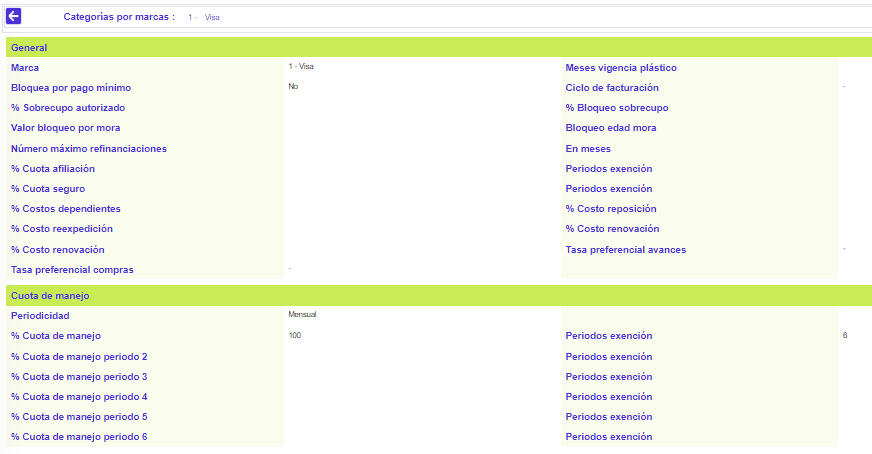 Categorias por marcas : 1 - Visa
General
Marca 1 - Visa Meses vigencia plástico
Bloquea por pago mínimo No Ciclo de facturación -
% Sobrecupo autorizado % Bloqueo sobrecupo
Valor bloqueo por mora Bloqueo edad mora
Número máximo refinanciaciones En meses
% Cuota afiliación Periodos exención
% Cuota seguro Periodos exención
% Costos dependientes % Costo reposición
% Costo reexpedición % Costo renovación
% Costo renovación Tasa preferencial avances -
Tasa preferencial compras -
Cuota de manejo
Periodicidad Mensual
% Cuota de manejo 100 Periodos exención 6
% Cuota de manejo periodo 2 Periodos exención
% Cuota de manejo periodo 3 Periodos exención
% Cuota de manejo periodo 4 Periodos exención
% Cuota de manejo periodo 5 Periodos exención
% Cuota de manejo periodo 6 Periodos exención